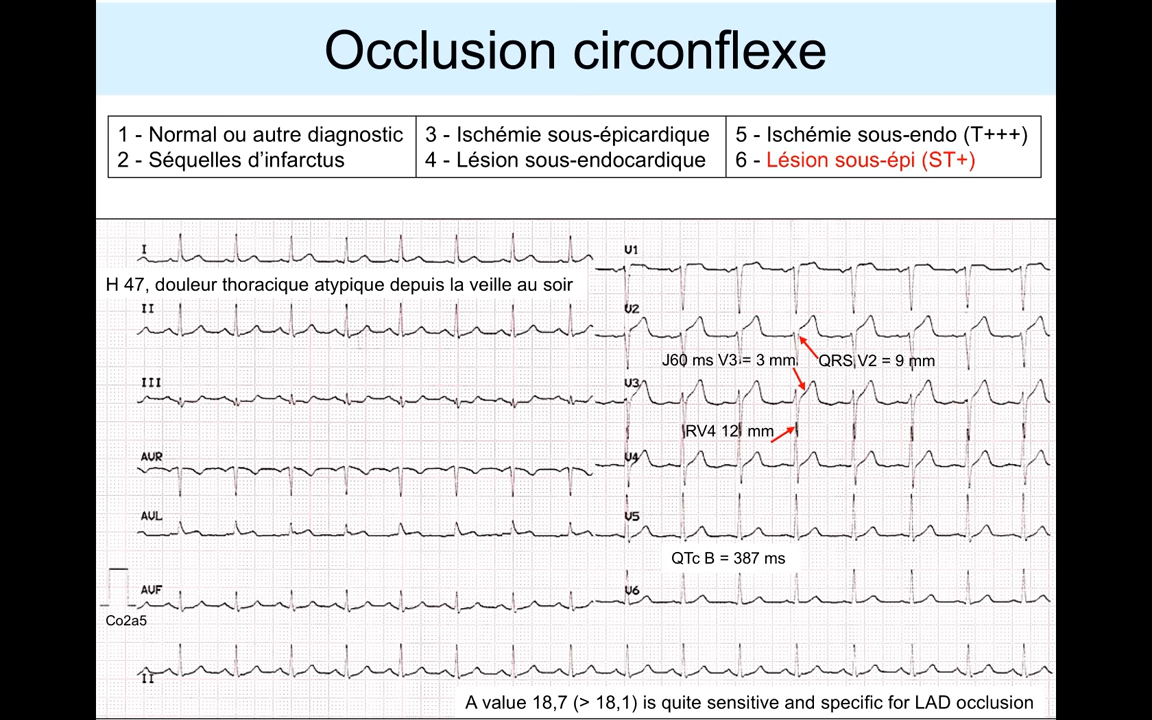 Occlusion circonflexe
1 - Normal ou autre diagnostic
2 - Séquelles d'infarctus
3 - Ischémie sous-épicardique
4 - Lésion sous-endocardique
5 - Ischémie sous-endo (T+++)
6 - Lésion sous-épi (ST+)
I
H 47, douleur thoracique atypique depuis la veille au soir
II
III
AVR
AVL
AVF
Co2a5
II
V1
V2
J60 ms V3 = 3 mm
QRS V2 = 9 mm
V3
RV4 12 mm
V4
V5
QTc B = 387 ms
V6
A value 18,7 (> 18,1) is quite sensitive and specific for LAD occlusion